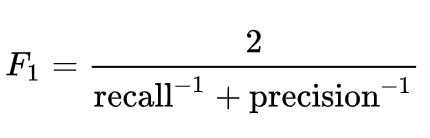 F₁ = 2 / (recall⁻¹ + precision⁻¹)